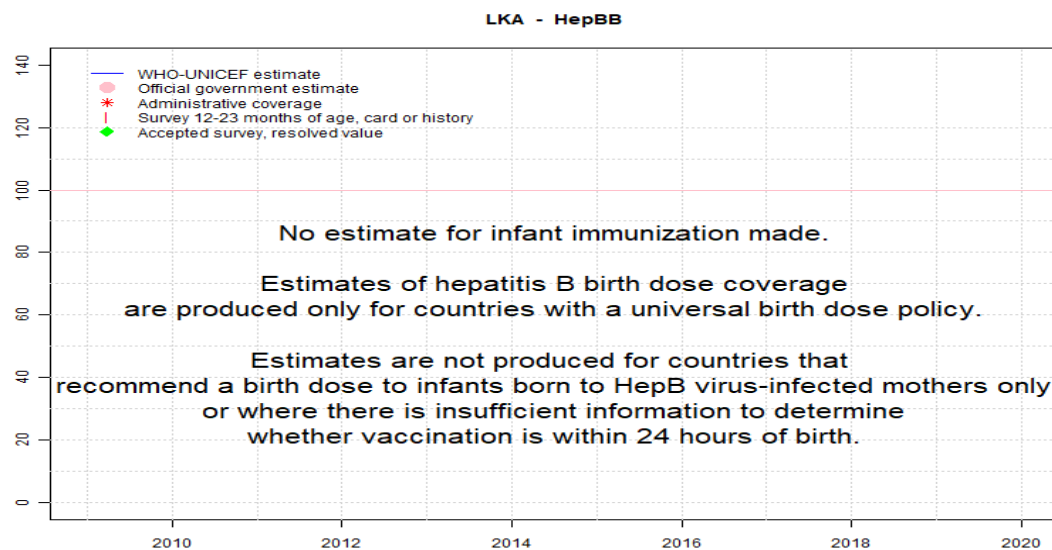 LKA - HepBB
WHO-UNICEF estimate
Official government estimate
Administrative coverage
Survey 12-23 months of age, card or history
Accepted survey, resolved value
140
120
100
80
60
40
20
0
No estimate for infant immunization made.
Estimates of hepatitis B birth dose coverage
are produced only for countries with a universal birth dose policy.
Estimates are not produced for countries that
recommend a birth dose to infants born to HepB virus-infected mothers only
or where there is insufficient information to determine
whether vaccination is within 24 hours of birth.
2010 2012 2014 2016 2018 2020